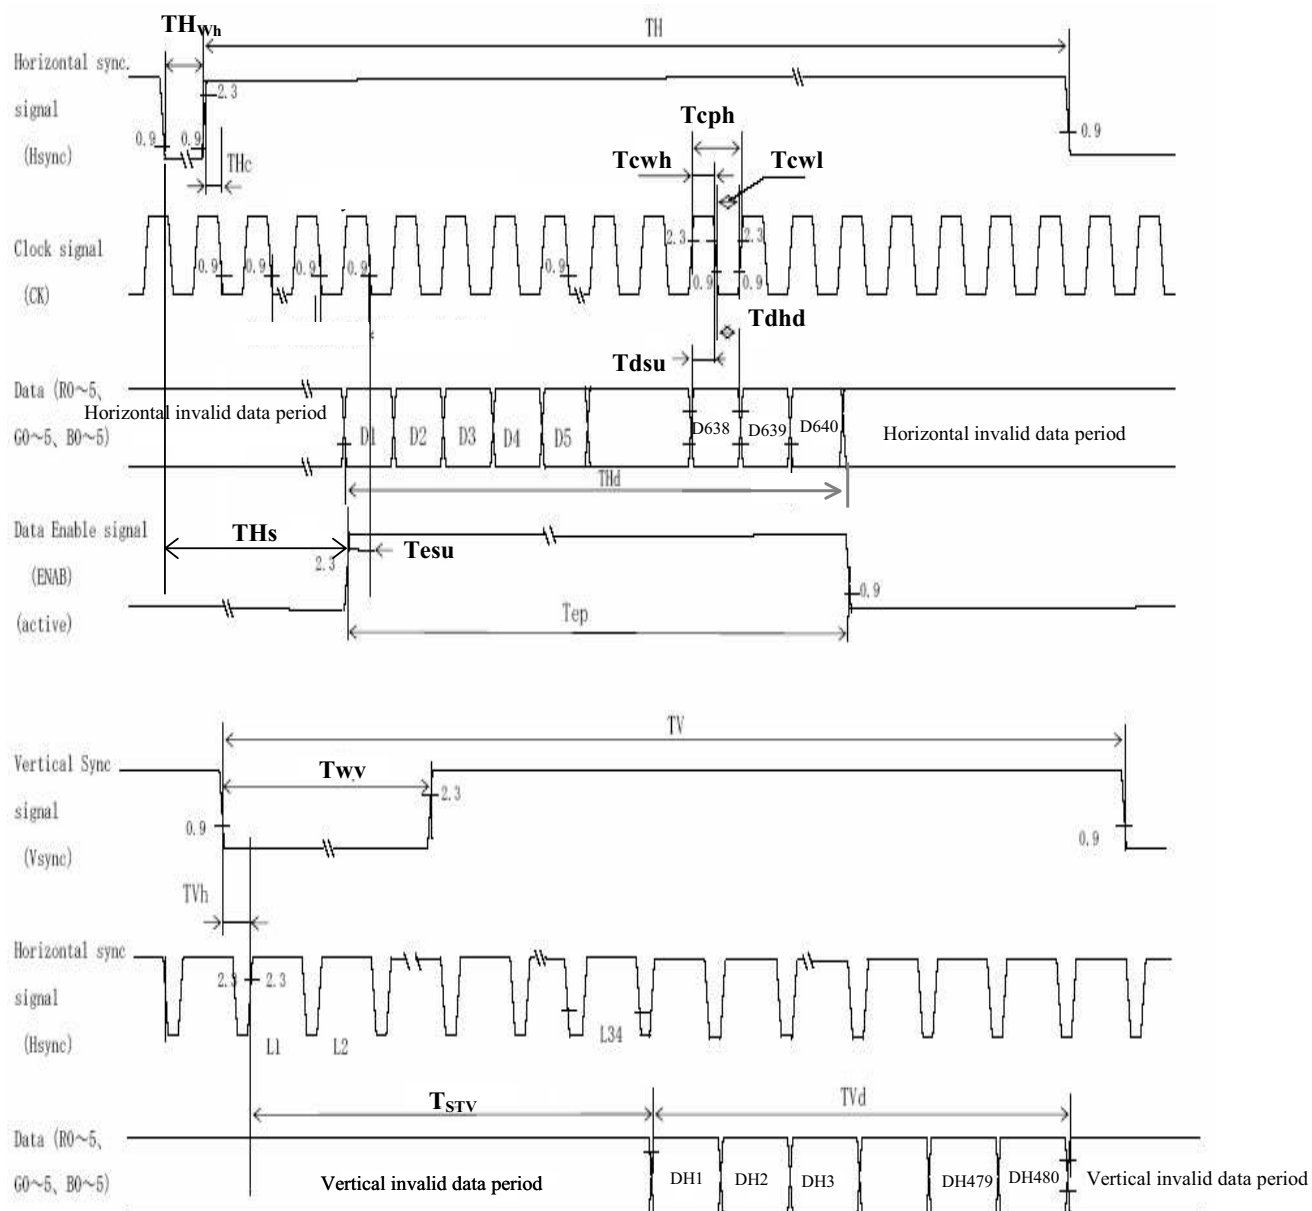 TH_Wh
TH
Horizontal sync.
signal
(Hsync)
2.3
0.9
0.9
THc
0.9
Tcph
Tcwh
Tcwl
Clock signal
(CK)
0.9
0.9
0.9
0.9
0.9
2.3
2.3
0.9
0.9
Tdhd
Tdsu
Data (R0～5、
G0～5、B0～5)
Horizontal invalid data period
D1
D2
D3
D4
D5
D638
D639
D640
Horizontal invalid data period
THd
Data Enable signal
(ENAB)
(active)
THs
2.3
Tesu
0.9
Tep
TV
Vertical Sync
signal
(Vsync)
Twv
2.3
0.9
0.9
TVh
Horizontal sync
signal
(Hsync)
2.3
2.3
L1
L2
L34
T_STV
TVd
Data (R0～5、
G0～5、B0～5)
Vertical invalid data period
DH1
DH2
DH3
DH479
DH480
Vertical invalid data period